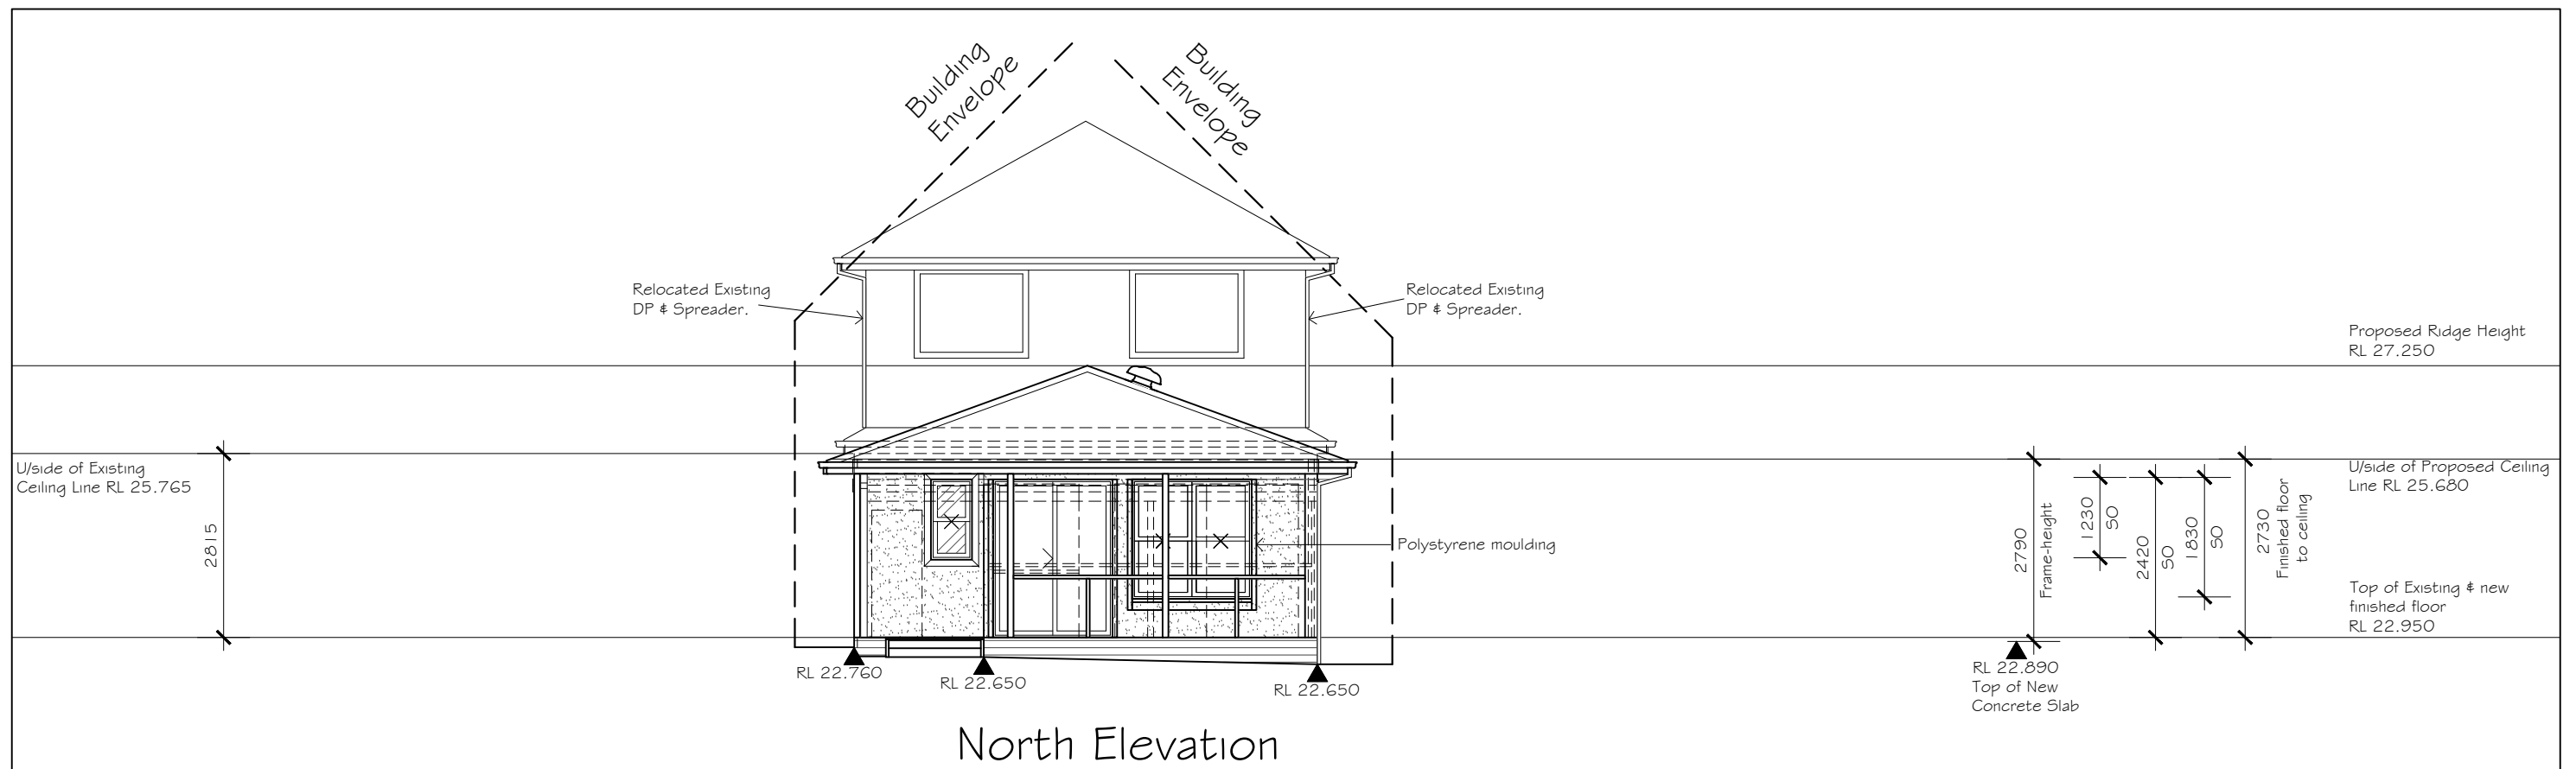 Building
Envelope
Building
Envelope
Relocated Existing
DP & Spreader.
Relocated Existing
DP & Spreader.
Proposed Ridge Height
RL 27.250
U/side of Existing
Ceiling Line RL 25.765
2815
Polystyrene moulding
2790
Frame-height
1230
SO
2420
SO
1830
SO
2730
Finished floor
to ceiling
U/side of Proposed Ceiling
Line RL 25.680
Top of Existing & new
finished floor
RL 22.950
RL 22.760
RL 22.650
RL 22.650
RL 22.890
Top of New
Concrete Slab
North Elevation